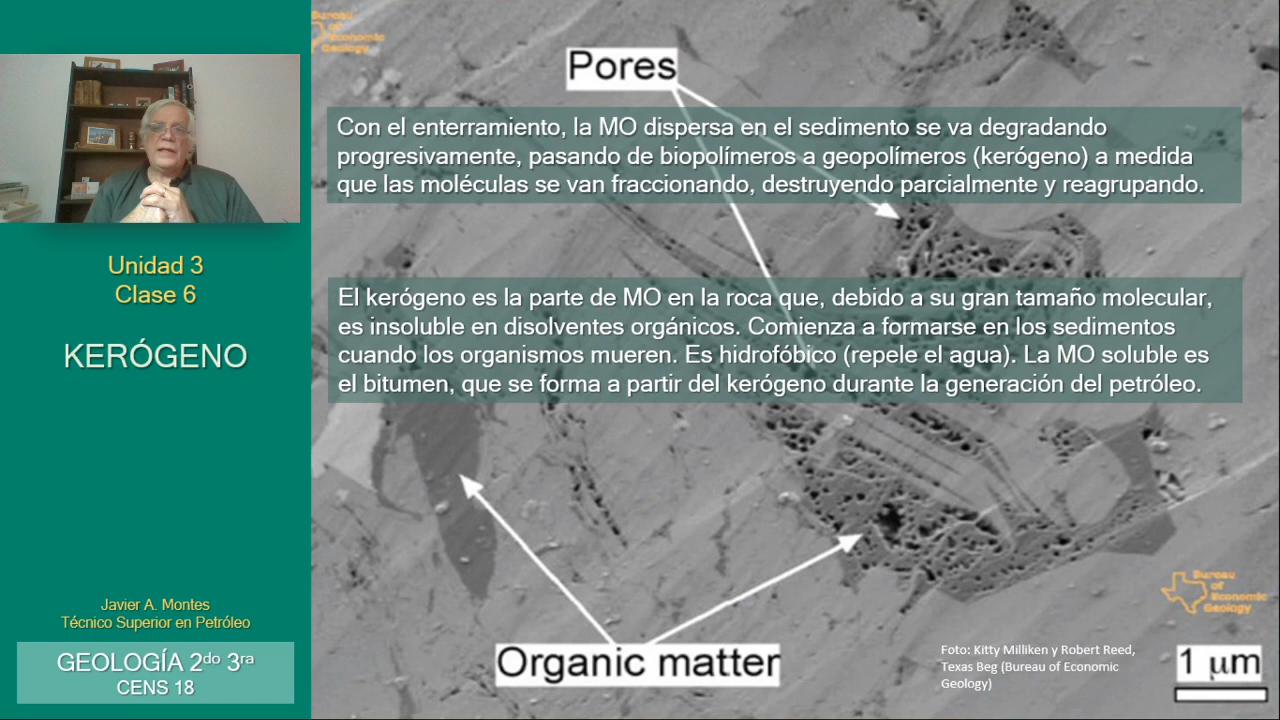 Bureau
of
Economic
Geology
Pores
Con el enterramiento, la MO dispersa en el sedimento se va degradando
progresivamente, pasando de biopolímeros a geopolímeros (kerógeno) a medida
que las moléculas se van fraccionando, destruyendo parcialmente y reagrupando.
El kerógeno es la parte de MO en la roca que, debido a su gran tamaño molecular,
es insoluble en disolventes orgánicos. Comienza a formarse en los sedimentos
cuando los organismos mueren. Es hidrofóbico (repele el agua). La MO soluble es
el bitumen, que se forma a partir del kerógeno durante la generación del petróleo.
Unidad 3
Clase 6
KERÓGENO
Javier A. Montes
Técnico Superior en Petróleo
GEOLOGÍA 2do 3ra
CENS 18
Organic matter
Bureau
of
Economic
Geology
Foto: Kitty Milliken y Robert Reed,
Texas Beg (Bureau of Economic
Geology)
1 μm